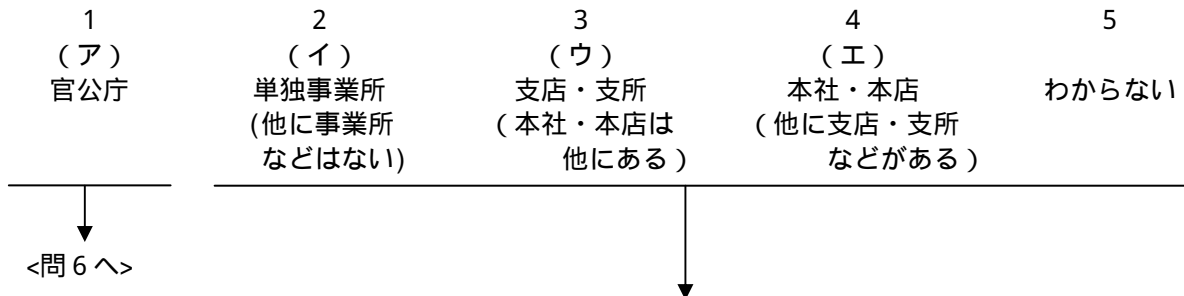 1 2 3 4 5
（ア） （イ） （ウ） （エ）
官公庁 単独事業所 支店・支所 本社・本店 わからない
(他に事業所 （本社・本店は （他に支店・支所
などはない) 他にある） などがある）
<問６へ>